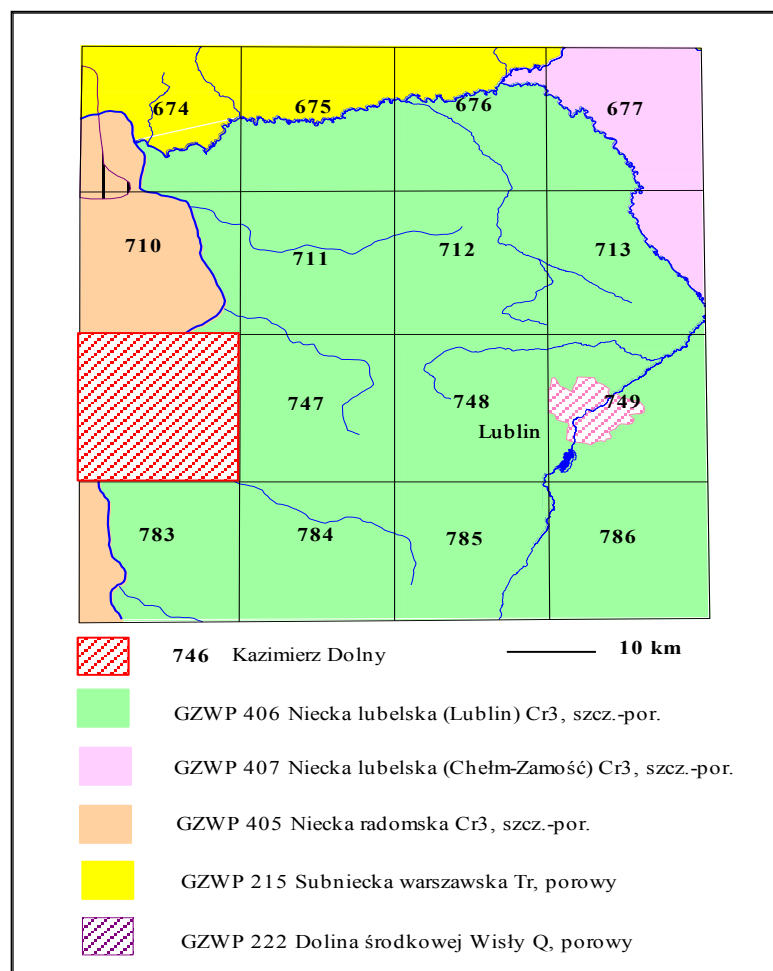 674
675
676
677
710
711
712
713
747
748
749
Lublin
783
784
785
786
746 Kazimierz Dolny
10 km
GZWP 406 Niecka lubelska (Lublin) Cr3, szcz.-por.
GZWP 407 Niecka lubelska (Chełm-Zamość) Cr3, szcz.-por.
GZWP 405 Niecka radomska Cr3, szcz.-por.
GZWP 215 Subniecka warszawska Tr, porowy
GZWP 222 Dolina środkowej Wisły Q, porowy